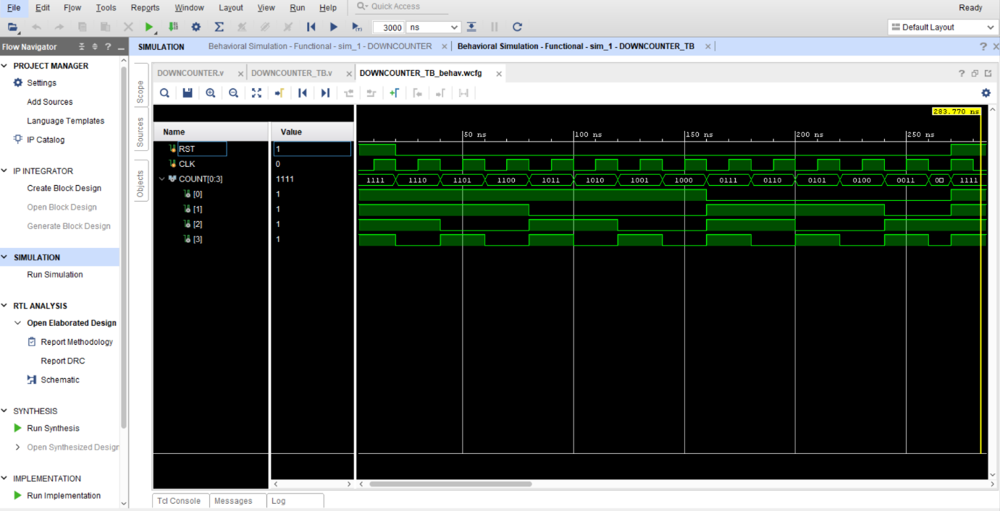 File Edit Flow Tools Reports Window Layout View Run Help Quick Access Ready
3000 ns Default Layout
Flow Navigator ? _
SIMULATION Behavioral Simulation - Functional - sim_1 - DOWNCOUNTER × Behavioral Simulation - Functional - sim_1 - DOWNCOUNTER_TB × ? ×
PROJECT MANAGER
Settings
Add Sources
Language Templates
IP Catalog
IP INTEGRATOR
Create Block Design
Open Block Design
Generate Block Design
SIMULATION
Run Simulation
RTL ANALYSIS
Open Elaborated Design
Report Methodology
Report DRC
Schematic
SYNTHESIS
Run Synthesis
Open Synthesized Design
IMPLEMENTATION
Run Implementation
Scope
Sources
Objects
DOWNCOUNTER.v × DOWNCOUNTER_TB.v × DOWNCOUNTER_TB_behav.wcfg × ?
283.770 ns
Name Value
50 ns 100 ns 150 ns 200 ns 250 ns
RST 1
CLK 0
COUNT[0:3] 1111 1111 1110 1101 1100 1011 1010 1001 1000 0111 0110 0101 0100 0011 1111
[0] 1
[1] 1
[2] 1
[3] 1
Tcl Console Messages Log